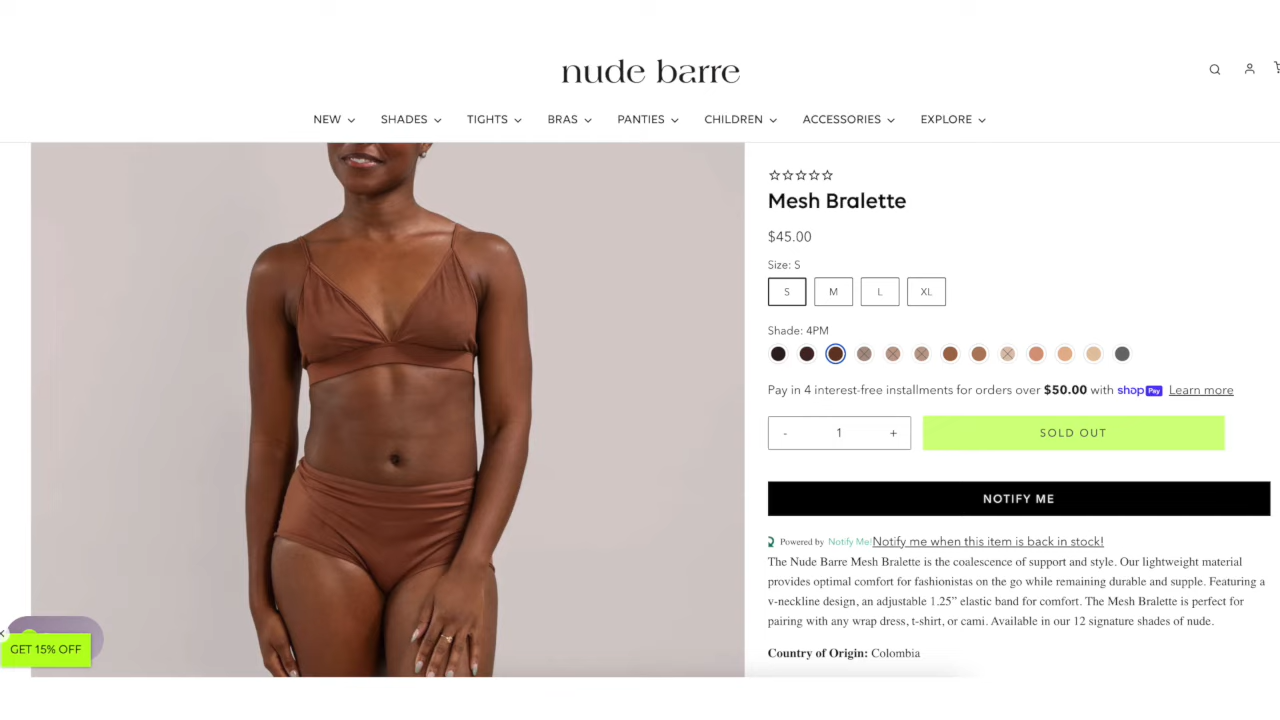 nude barre
NEW SHADES TIGHTS BRAS PANTIES CHILDREN ACCESSORIES EXPLORE
Mesh Bralette
$45.00
Size: S
S M L XL
Shade: 4PM
Pay in 4 interest-free installments for orders over $50.00 with shop Pay Learn more
- 1 + SOLD OUT
NOTIFY ME
Powered by Notify Me! Notify me when this item is back in stock!
The Nude Barre Mesh Bralette is the coalescence of support and style. Our lightweight material
provides optimal comfort for fashionistas on the go while remaining durable and supple. Featuring a
v-neckline design, an adjustable 1.25” elastic band for comfort. The Mesh Bralette is perfect for
pairing with any wrap dress, t-shirt, or cami. Available in our 12 signature shades of nude.
Country of Origin: Colombia
GET 15% OFF